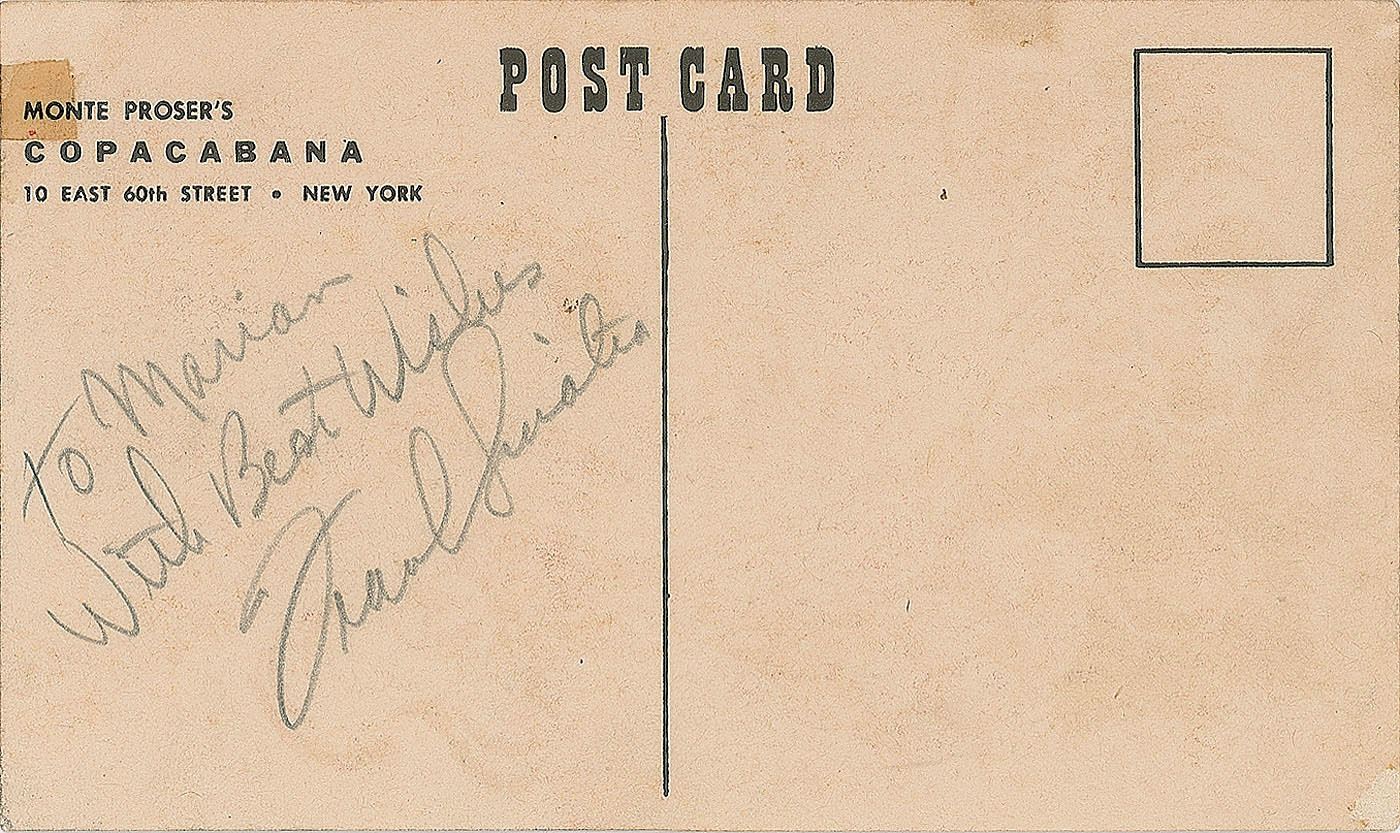 POST CARD
MONTE PROSER'S
COPACABANA
10 EAST 60th STREET • NEW YORK
To Marian
With Best Wishes
Frank Sinatra